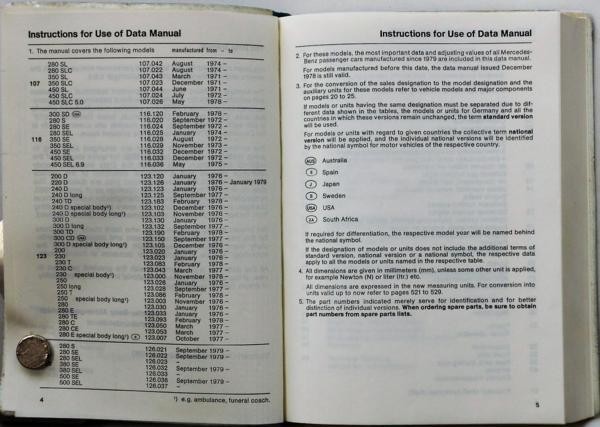 Instructions for Use of Data Manual
1. The manual covers the following models manufactured from – to
280 SL 107.042 August 1974 –
280 SLC 107.022 August 1974 –
350 SL 107.043 March 1971 –
350 SLC 107.023 December 1971 –
107 450 SL 107.044 June 1971 –
450 SLC 107.024 July 1972 –
450 SLC 5.0 107.026 May 1978 –
300 SD USA 116.120 February 1978 –
280 S 116.020 September 1972 –
280 SE 116.024 September 1972 –
280 SEL 116.025 January 1974 –
116 350 SE 116.028 August 1972 –
350 SEL 116.029 November 1973 –
450 SE 116.032 December 1972 –
450 SEL 116.033 December 1972 –
450 SEL 6.9 116.036 May 1975 –
200 D 123.120 January 1976 –
220 D 123.126 January 1976 – January 1979
240 D 123.123 January 1976 –
240 D long 123.125 September 1977 –
240 TD 123.183 February 1978 –
240 D special body¹) 123.102 December 1976 –
240 D special body long¹) 123.103 November 1976 –
300 D 123.130 January 1976 –
300 D long 123.132 September 1977 –
300 TD 123.190 February 1978 –
300 CD USA 123.150 September 1977 –
300 D special body long¹) 123.105 December 1976 –
200 123.020 January 1976 –
123 230 123.023 January 1976 –
230 T 123.083 February 1978 –
230 C 123.043 March 1977 –
230 special body¹) 123.000 November 1976 –
250 123.026 January 1976 –
250 long 123.028 September 1977 –
250 T 123.086 February 1978 –
250 special body long¹) 123.003 November 1976 –
280 123.030 January 1976 –
280 E 123.033 January 1976 –
280 TE 123.093 February 1978 –
280 C 123.050 March 1977 –
280 CE 123.053 March 1977 –
280 E special body long¹) 123.007 October 1977 –
280 S 126.021 September 1979 –
280 SE 126.022 September 1979 –
280 SEL 126.023 –
380 SE 126.032 September 1979 –
380 SEL 126.033 –
500 SE 126.036 September 1979 –
500 SEL 126.037 –
4
¹) e.g. ambulance, funeral coach.
Instructions for Use of Data Manual
2. For these models, the most important data and adjusting values of all Mercedes-
Benz passenger cars manufactured since 1979 are included in this data manual.
For models manufactured before this date, the data manual issued December
1978 is still valid.
3. For the conversion of the sales designation to the model designation and the
auxiliary units for these models refer to vehicle models and major components
on pages 20 to 25.
If models or units having the same designation must be separated due to dif-
ferent data shown in the tables, the models or units for Germany and all the
countries in which these versions remain unchanged, the term standard version
will be used.
For models or units with regard to given countries the collective term national
version will be applied, and the individual national versions will be identified
by the national symbol for motor vehicles of the respective country.
AUS Australia
E Spain
J Japan
S Sweden
USA USA
ZA South Africa
If required for differentiation, the respective model year will be named behind
the national symbol.
If the designation of models or units does not include the additional terms of
standard version, national version or a national symbol, the respective data
apply to all the models or units named in the respective table.
4. All dimensions are given in millimeters (mm), unless some other unit is applied,
for example Newton (N) or liter (ltr.) etc.
All dimensions are expressed in the new measuring units. For conversion into
units valid up to now refer to pages 521 to 529.
5. The part numbers indicated merely serve for identification and for better
distinction of individual versions. When ordering spare parts, be sure to obtain
part numbers from spare parts lists.
5